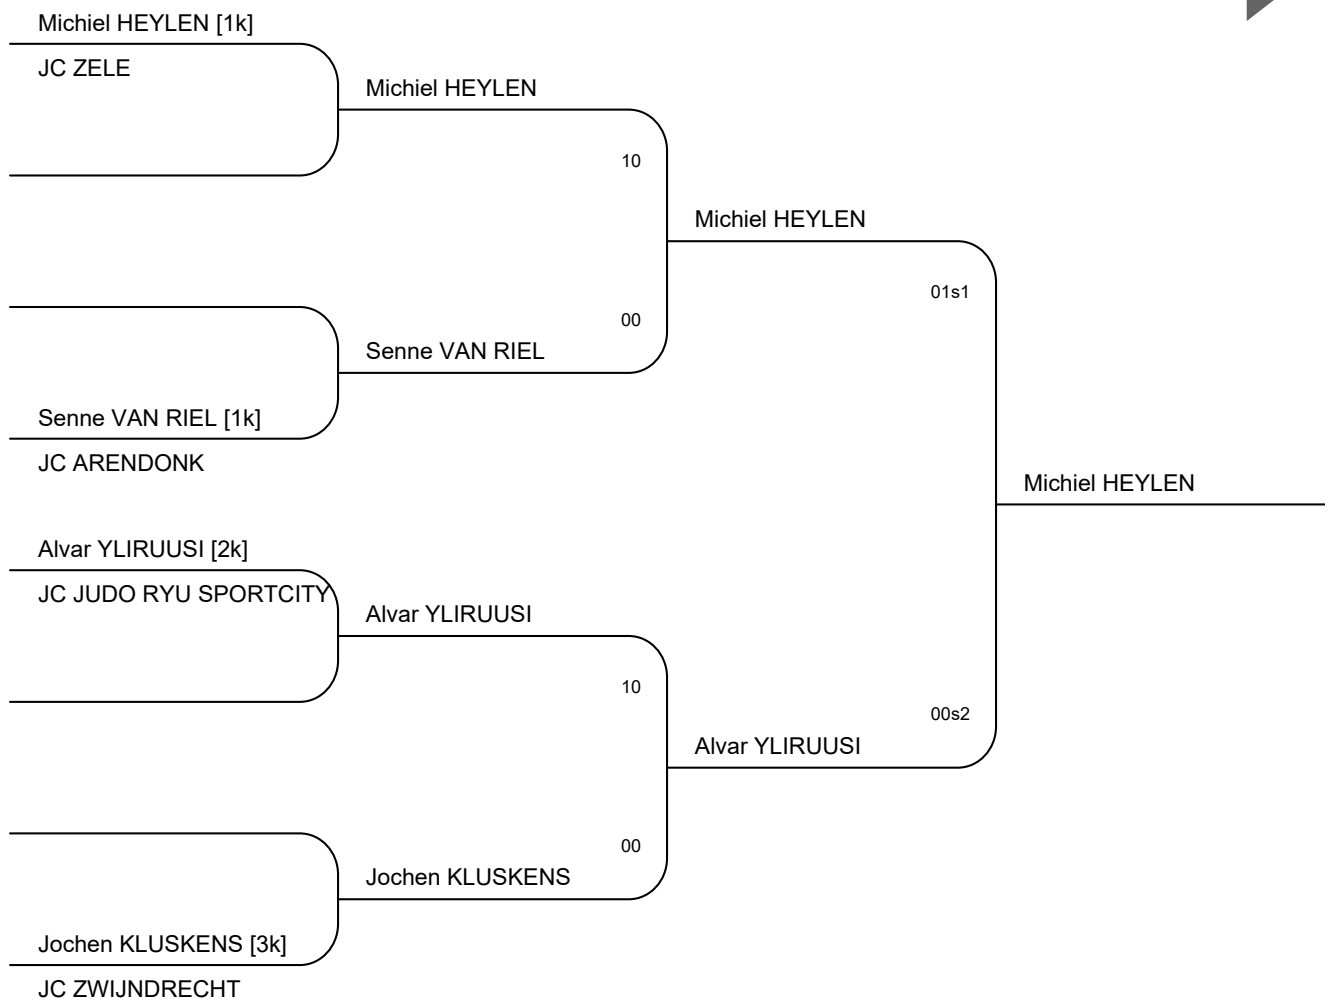 Michiel HEYLEN [1k]
JC ZELE
Michiel HEYLEN
10
Michiel HEYLEN
01s1
00
Senne VAN RIEL
Senne VAN RIEL [1k]
JC ARENDONK
Michiel HEYLEN
Alvar YLIRUUSI [2k]
JC JUDO RYU SPORTCITY
Alvar YLIRUUSI
10
00s2
Alvar YLIRUUSI
00
Jochen KLUSKENS
Jochen KLUSKENS [3k]
JC ZWIJNDRECHT